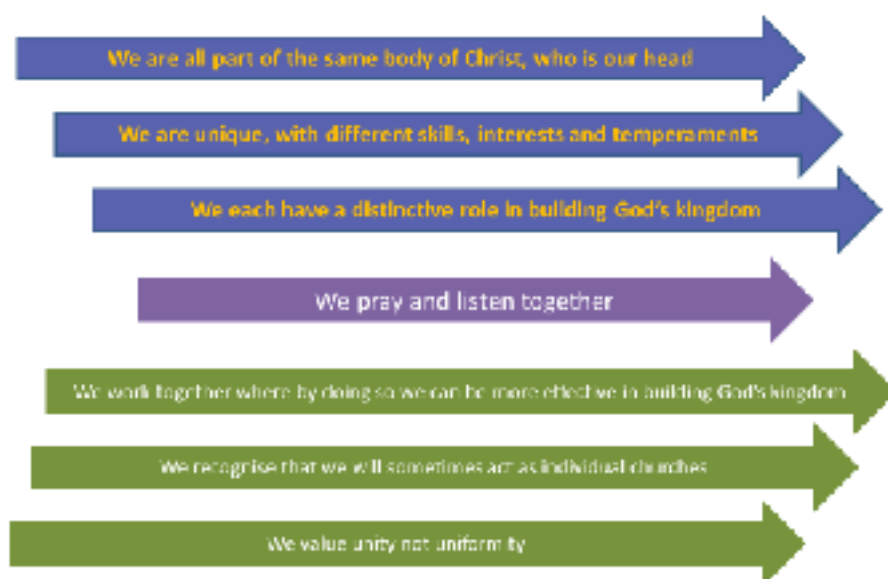 We are all part of the same body of Christ, who is our head
We are unique, with different skills, interests and temperaments
We each have a distinctive role in building God's kingdom
We pray and listen together
We work together where by doing so we can be more effective in building God's kingdom
We recognise that we will sometimes act as individual churches
We value unity not uniformity